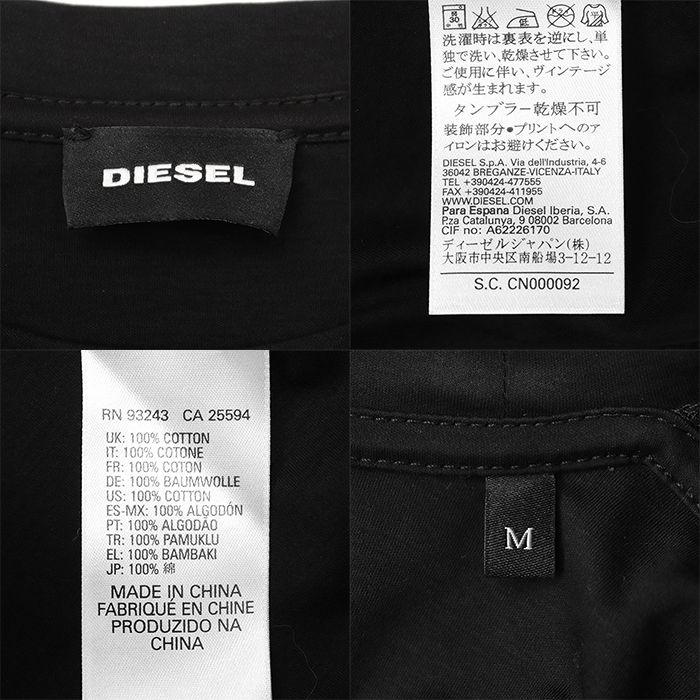 DIESEL
洗濯時は裏表を逆にし、単
独で洗い、乾燥させて下さい。
ご使用に伴い、ヴィンテージ
感が生まれます。
タンブラー乾燥不可
装飾部分●プリントへのア
イロンはお避けください。
DIESEL S.p.A. Via dell'Industria, 4-6
36042 BREGANZE-VICENZA-ITALY
TEL +390424-477555
FAX +390424-411955
WWW.DIESEL.COM
Para Espana Diesel Iberia, S.A.
P.za Catalunya, 9 08002 Barcelona
CIF no: A62226170
ディーゼルジャパン(株)
大阪市中央区南船場3-12-12
S.C. CN000092
RN 93243 CA 25594
UK: 100% COTTON
IT: 100% COTONE
FR: 100% COTON
DE: 100% BAUMWOLLE
US: 100% COTTON
ES-MX: 100% ALGODÓN
PT: 100% ALGODÃO
TR: 100% PAMUKLU
EL: 100% BAMBAKI
JP: 100% 綿
MADE IN CHINA
FABRIQUÉ EN CHINE
PRODUZIDO NA
CHINA
M